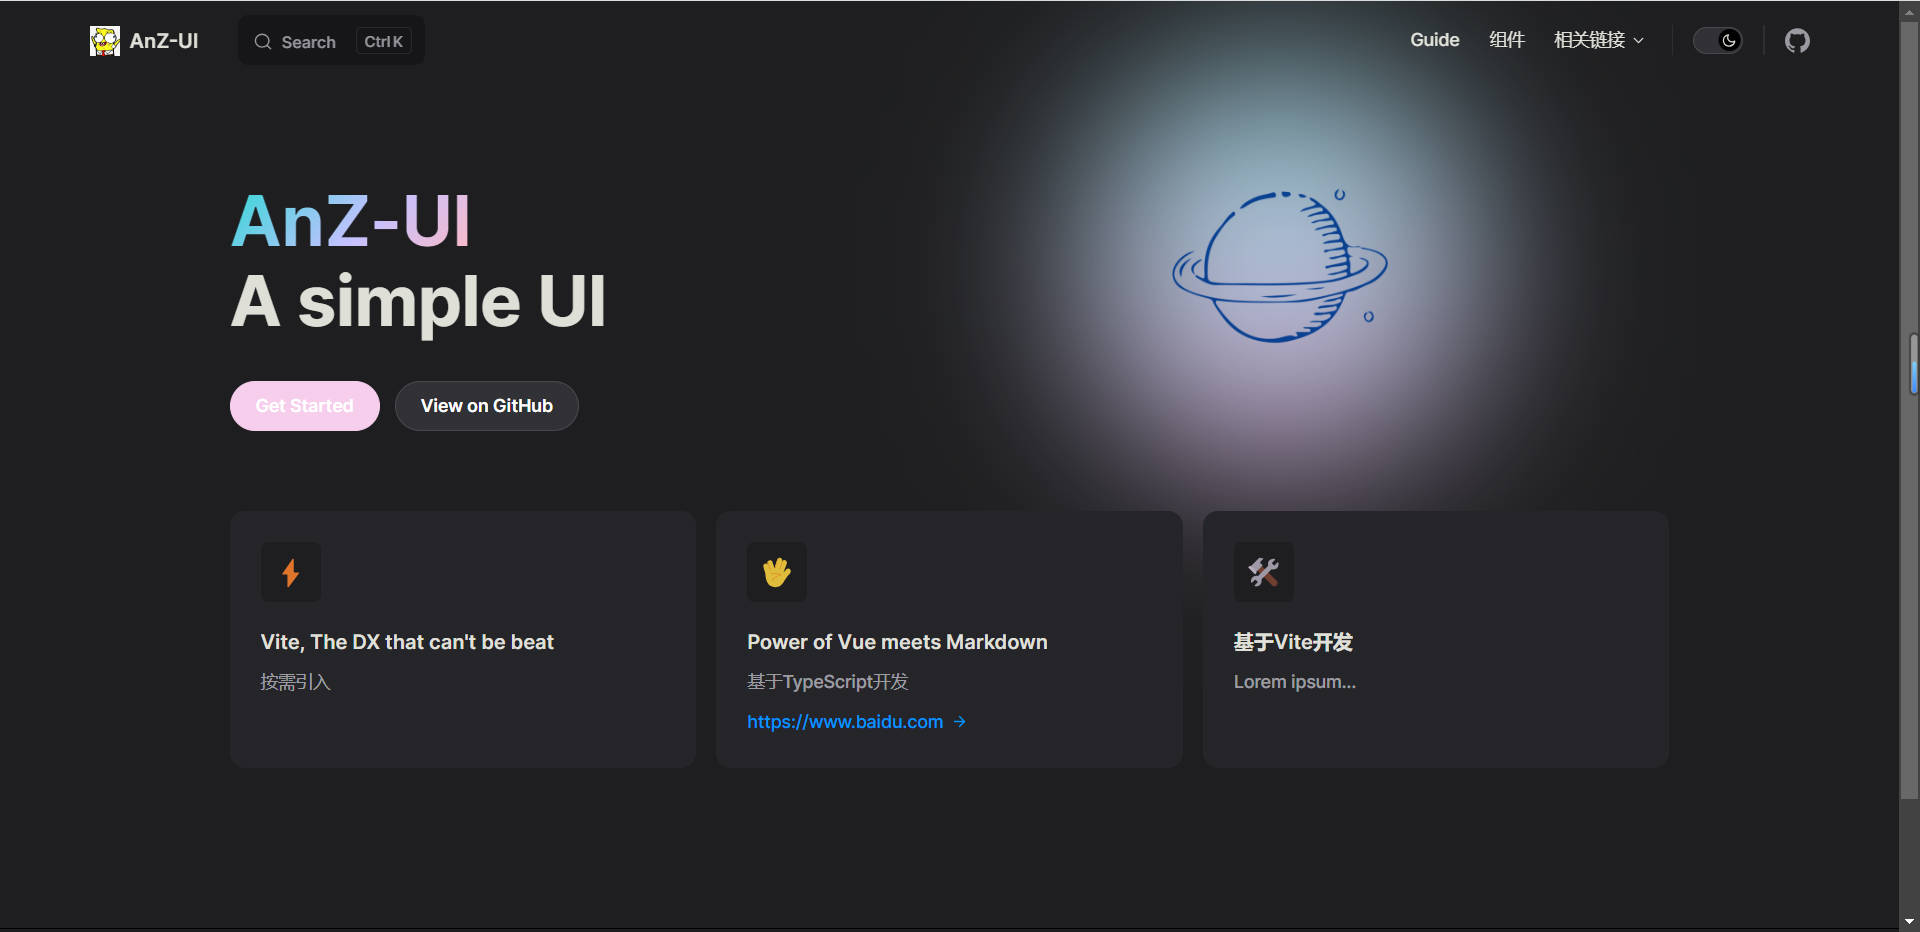 AnZ-UI
Search
Ctrl K
Guide
组件
相关链接
AnZ-UI
A simple UI
Get Started
View on GitHub
Vite, The DX that can't be beat
按需引入
Power of Vue meets Markdown
基于TypeScript开发
https://www.baidu.com →
基于Vite开发
Lorem ipsum...